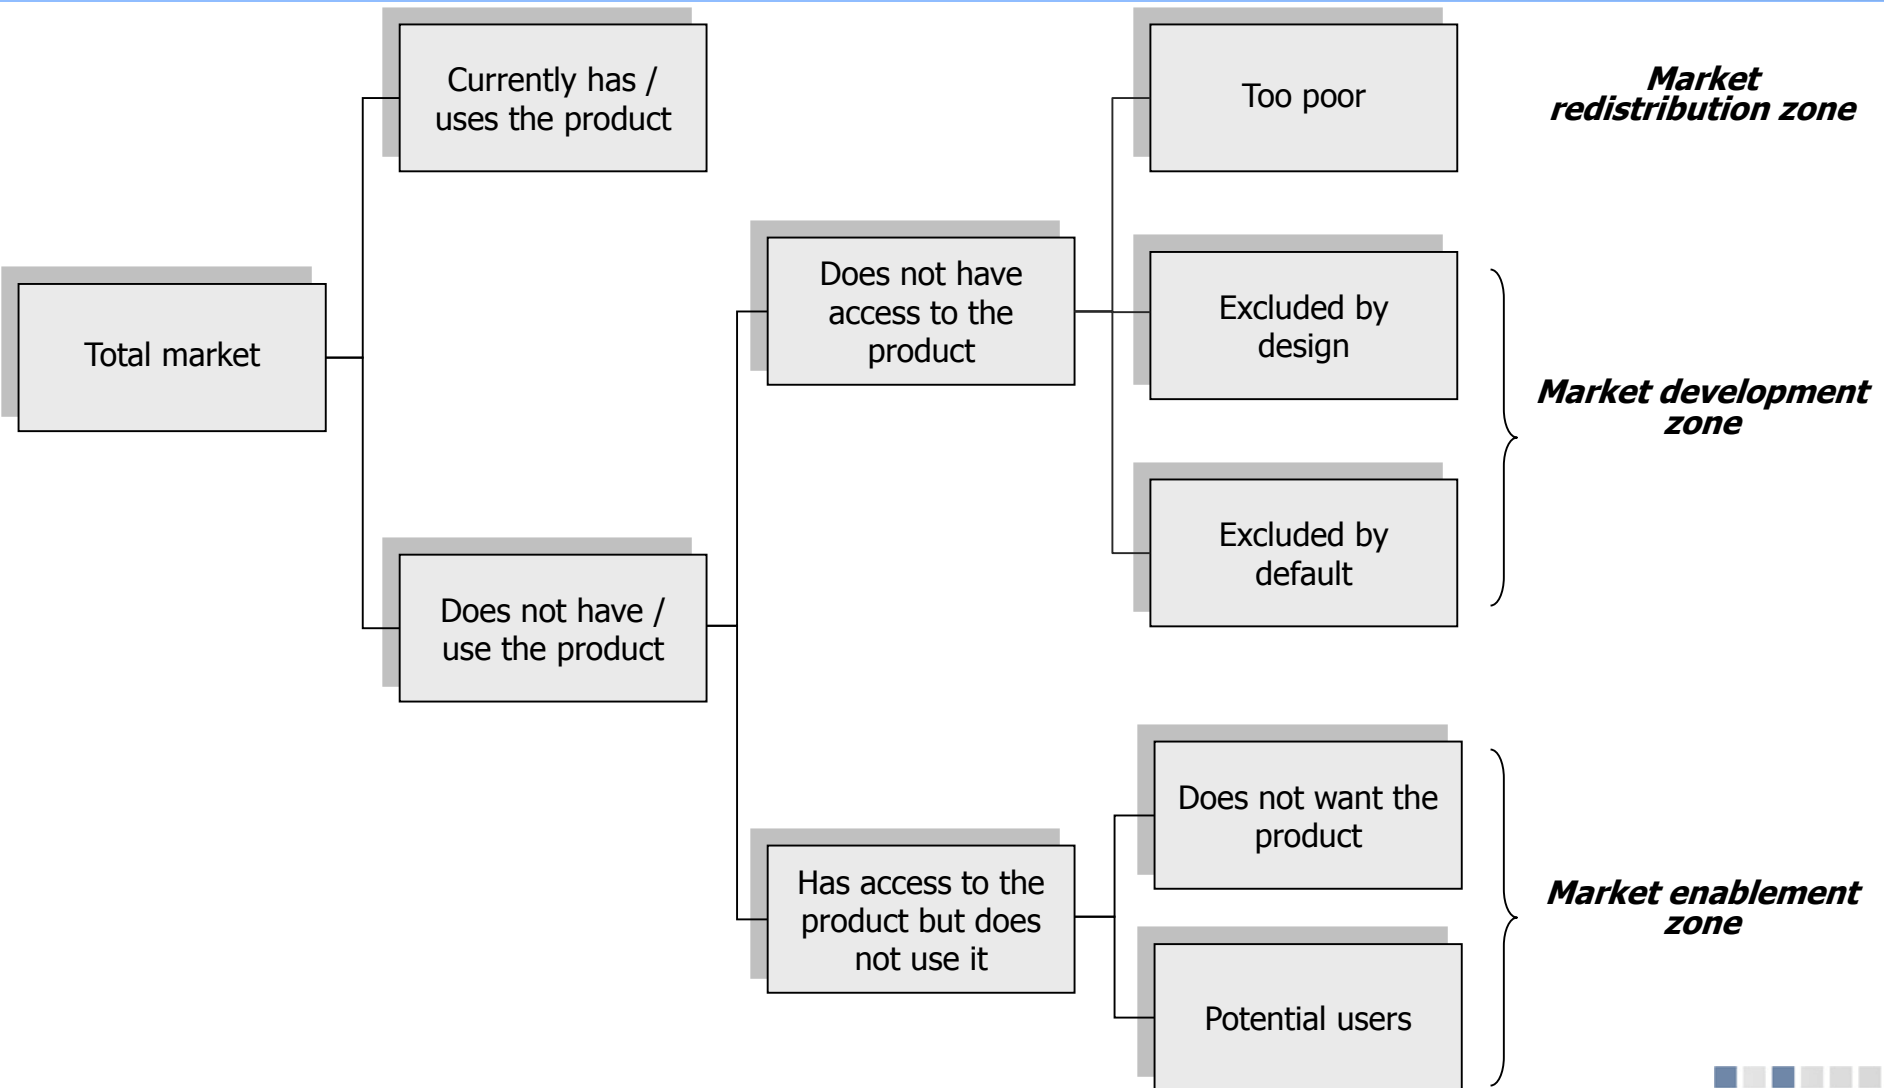 Currently has /
uses the product
Too poor
Market
redistribution zone
Does not have
access to the
product
Excluded by
design
Total market
Market development
zone
Excluded by
default
Does not have /
use the product
Does not want the
product
Has access to the
product but does
not use it
Market enablement
zone
Potential users